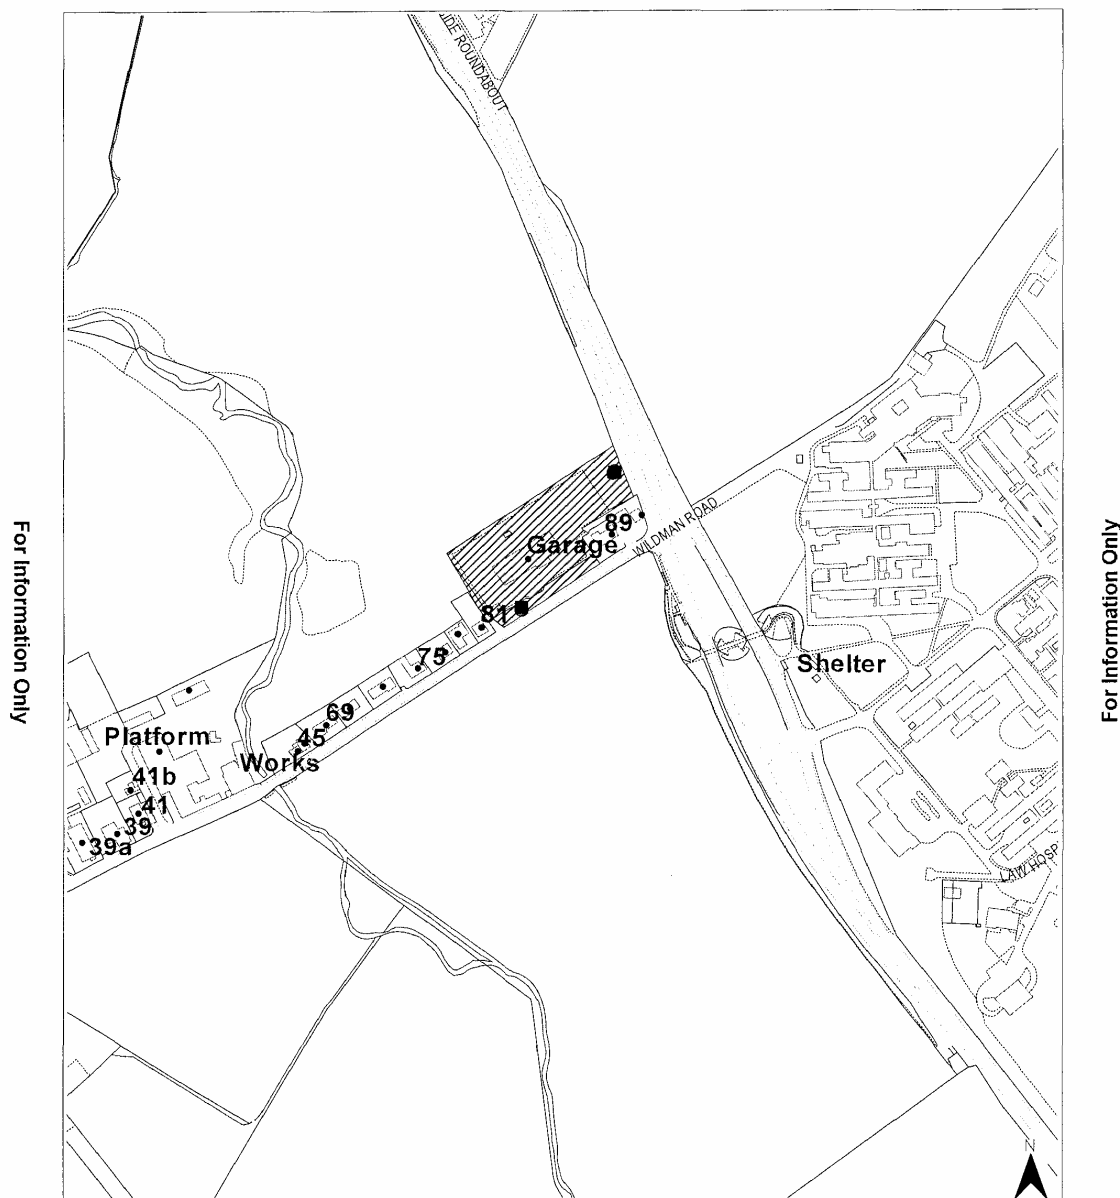 IDE ROUNDABOUT
For Information Only
For Information Only
89
WILDMAN ROAD
Garage
81
75
Shelter
69
Platform
45
Works
41b
41
39
39a
LAW HOSP
N